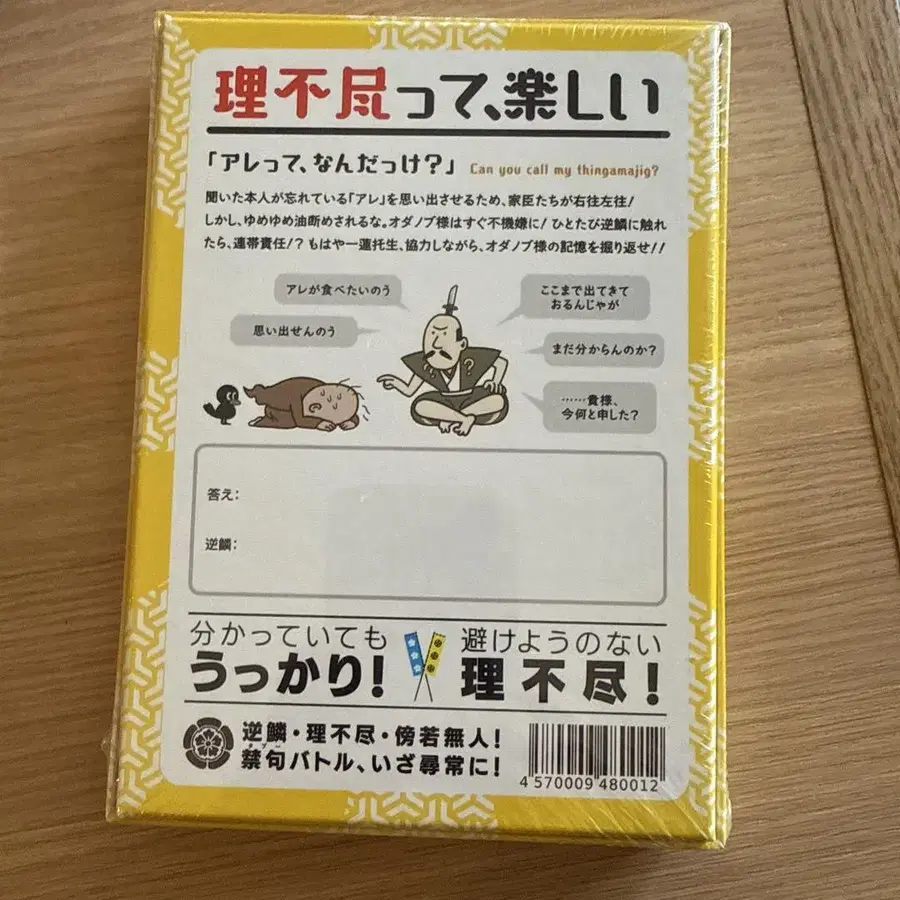 理不尽って、楽しい
「アレって、なんだっけ?」 Can you call my thingamajig?
聞いた本人が忘れている「アレ」を思い出させるため、家臣たちが右往左往!
しかし、ゆめゆめ油断めされるな。オダノブ様はすぐ不機嫌に! ひとたび逆鱗に触れ
たら、連帯責任!? もはや一蓮托生、協力しながら、オダノブ様の記憶を掘り返せ!!
アレが食べたいのう
思い出せんのう
ここまで出てきて
おるんじゃが
まだ分からんのか?
……貴様、
今何と申した?
答え:
逆鱗:
分かっていても
うっかり!
避けようのない
理不尽!
逆鱗・理不尽・傍若無人!
禁句バトル、いざ尋常に!
タブー
4 570009 480012